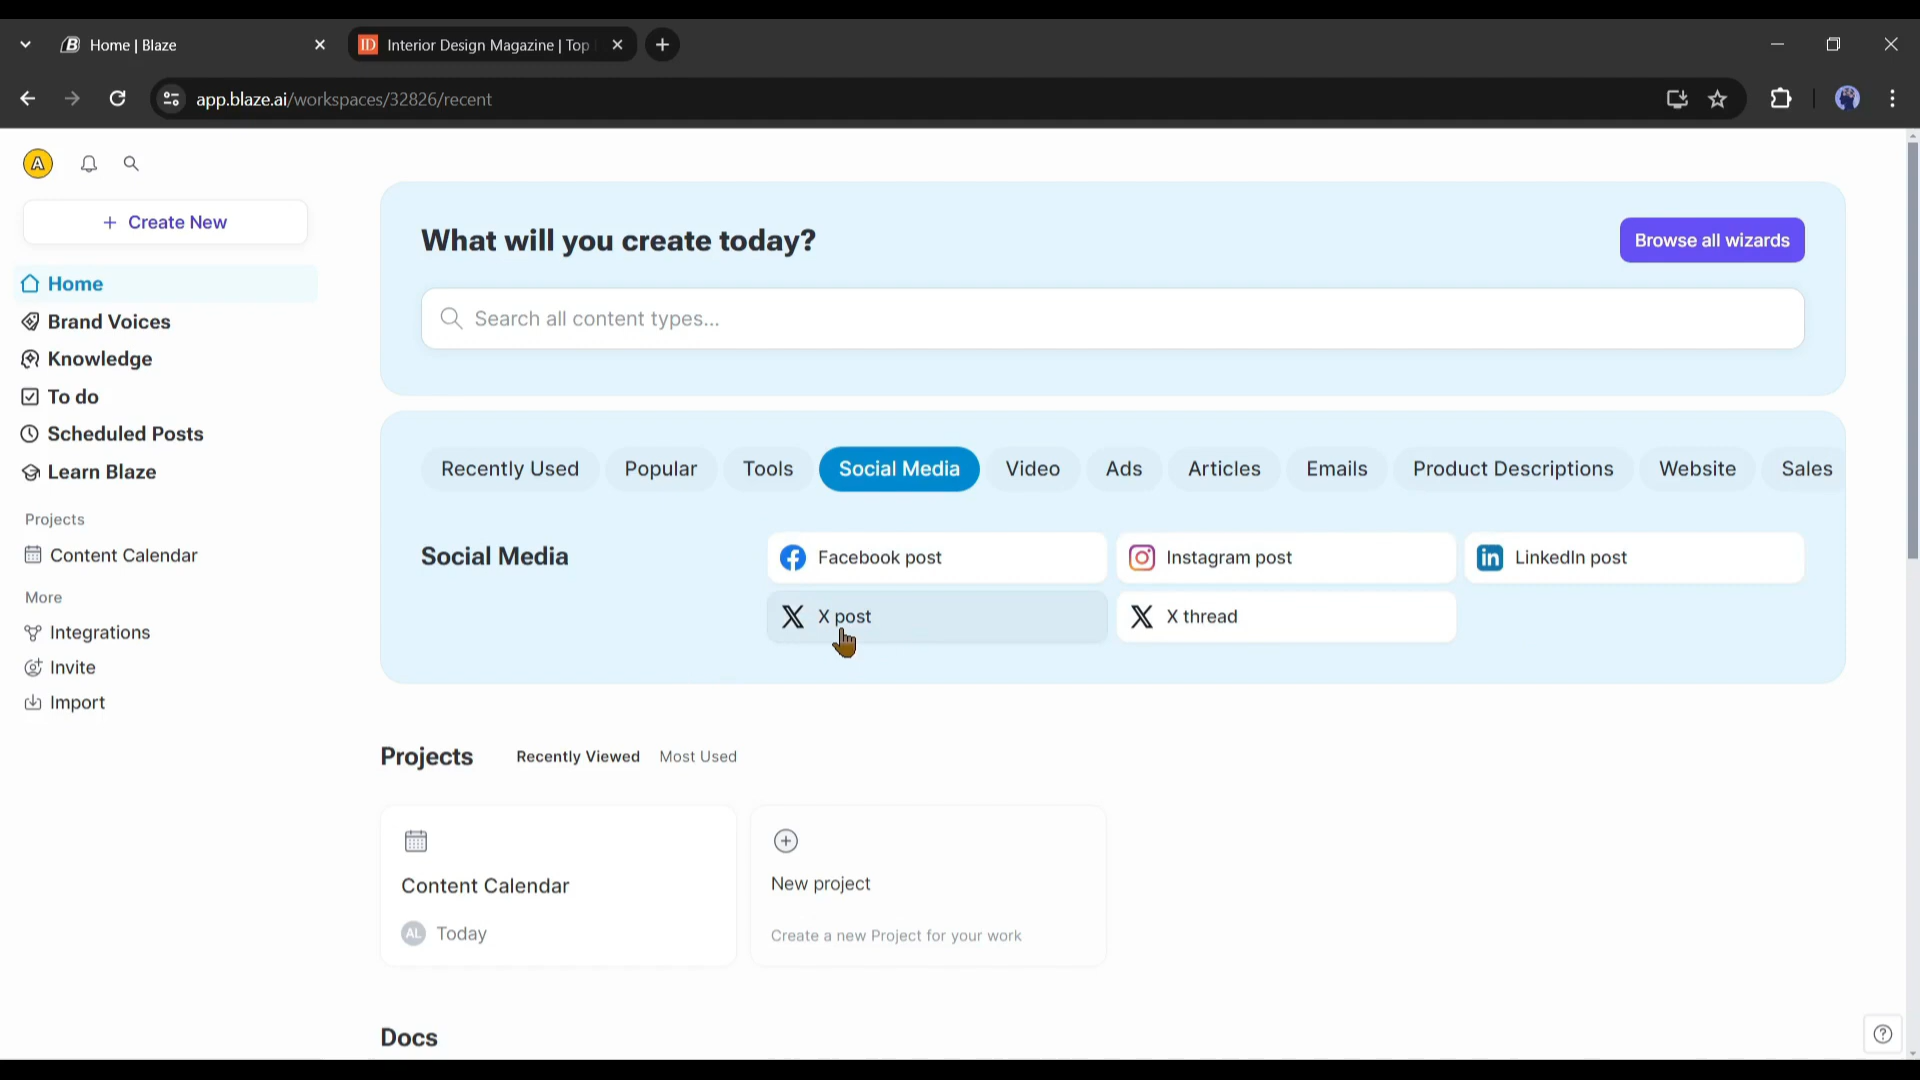 Home | Blaze
ID Interior Design Magazine | Top
app.blaze.ai/workspaces/32826/recent
A
+ Create New
Home
Brand Voices
Knowledge
To do
Scheduled Posts
Learn Blaze
Projects
Content Calendar
More
Integrations
Invite
Import
What will you create today?
Browse all wizards
Search all content types...
Recently Used Popular Tools Social Media Video Ads Articles Emails Product Descriptions Website Sales
Social Media
Facebook post
Instagram post
in LinkedIn post
X post
X thread
Projects Recently Viewed Most Used
Content Calendar
AL Today
New project
Create a new Project for your work
Docs